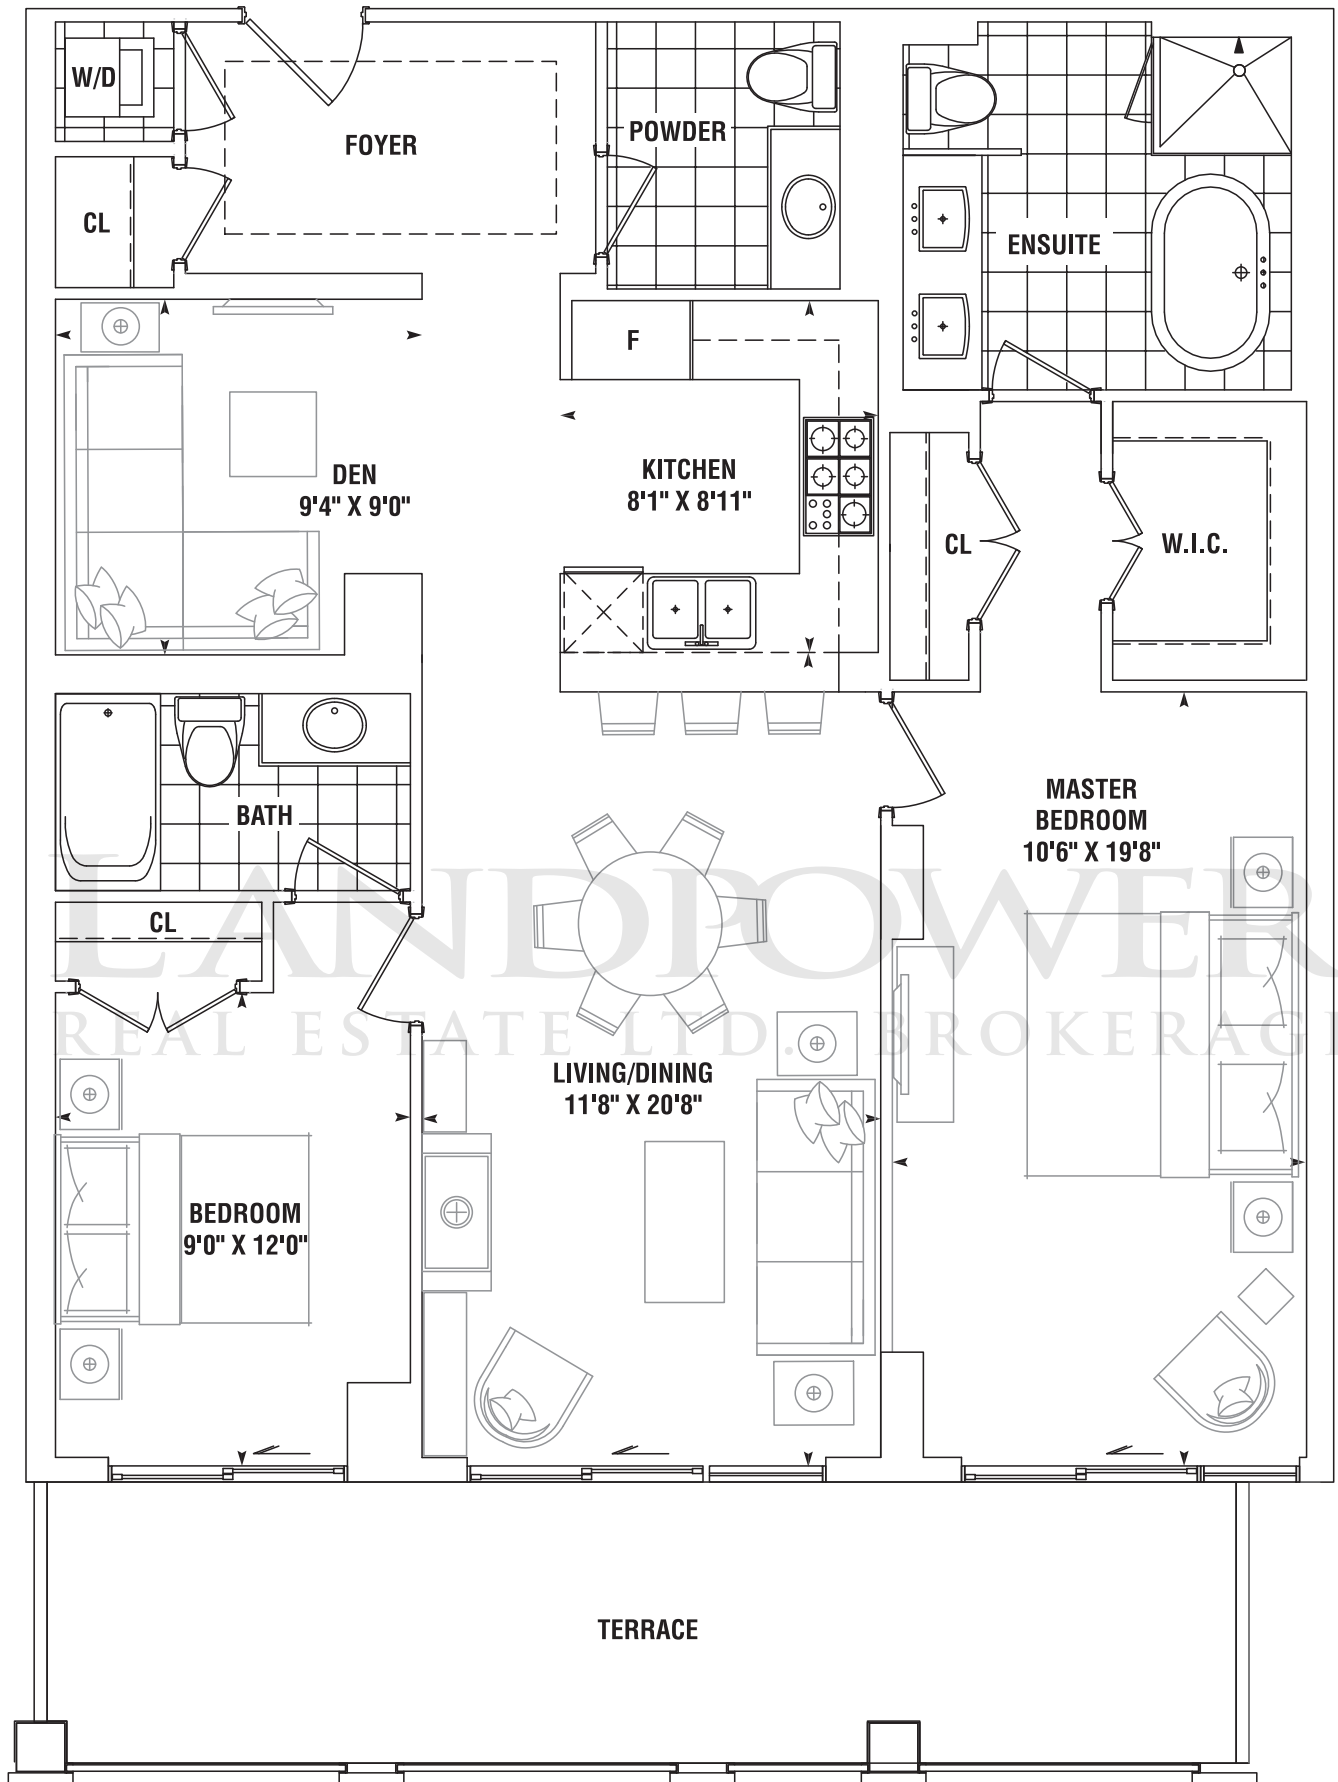 W/D
FOYER
POWDER
CL
ENSUITE
F
DEN
9'4" X 9'0"
KITCHEN
8'1" X 8'11"
CL
W.I.C.
BATH
MASTER
BEDROOM
10'6" X 19'8"
CL
LANDPOWER
REAL ESTATE LTD. BROKERAGE
LIVING/DINING
11'8" X 20'8"
BEDROOM
9'0" X 12'0"
TERRACE